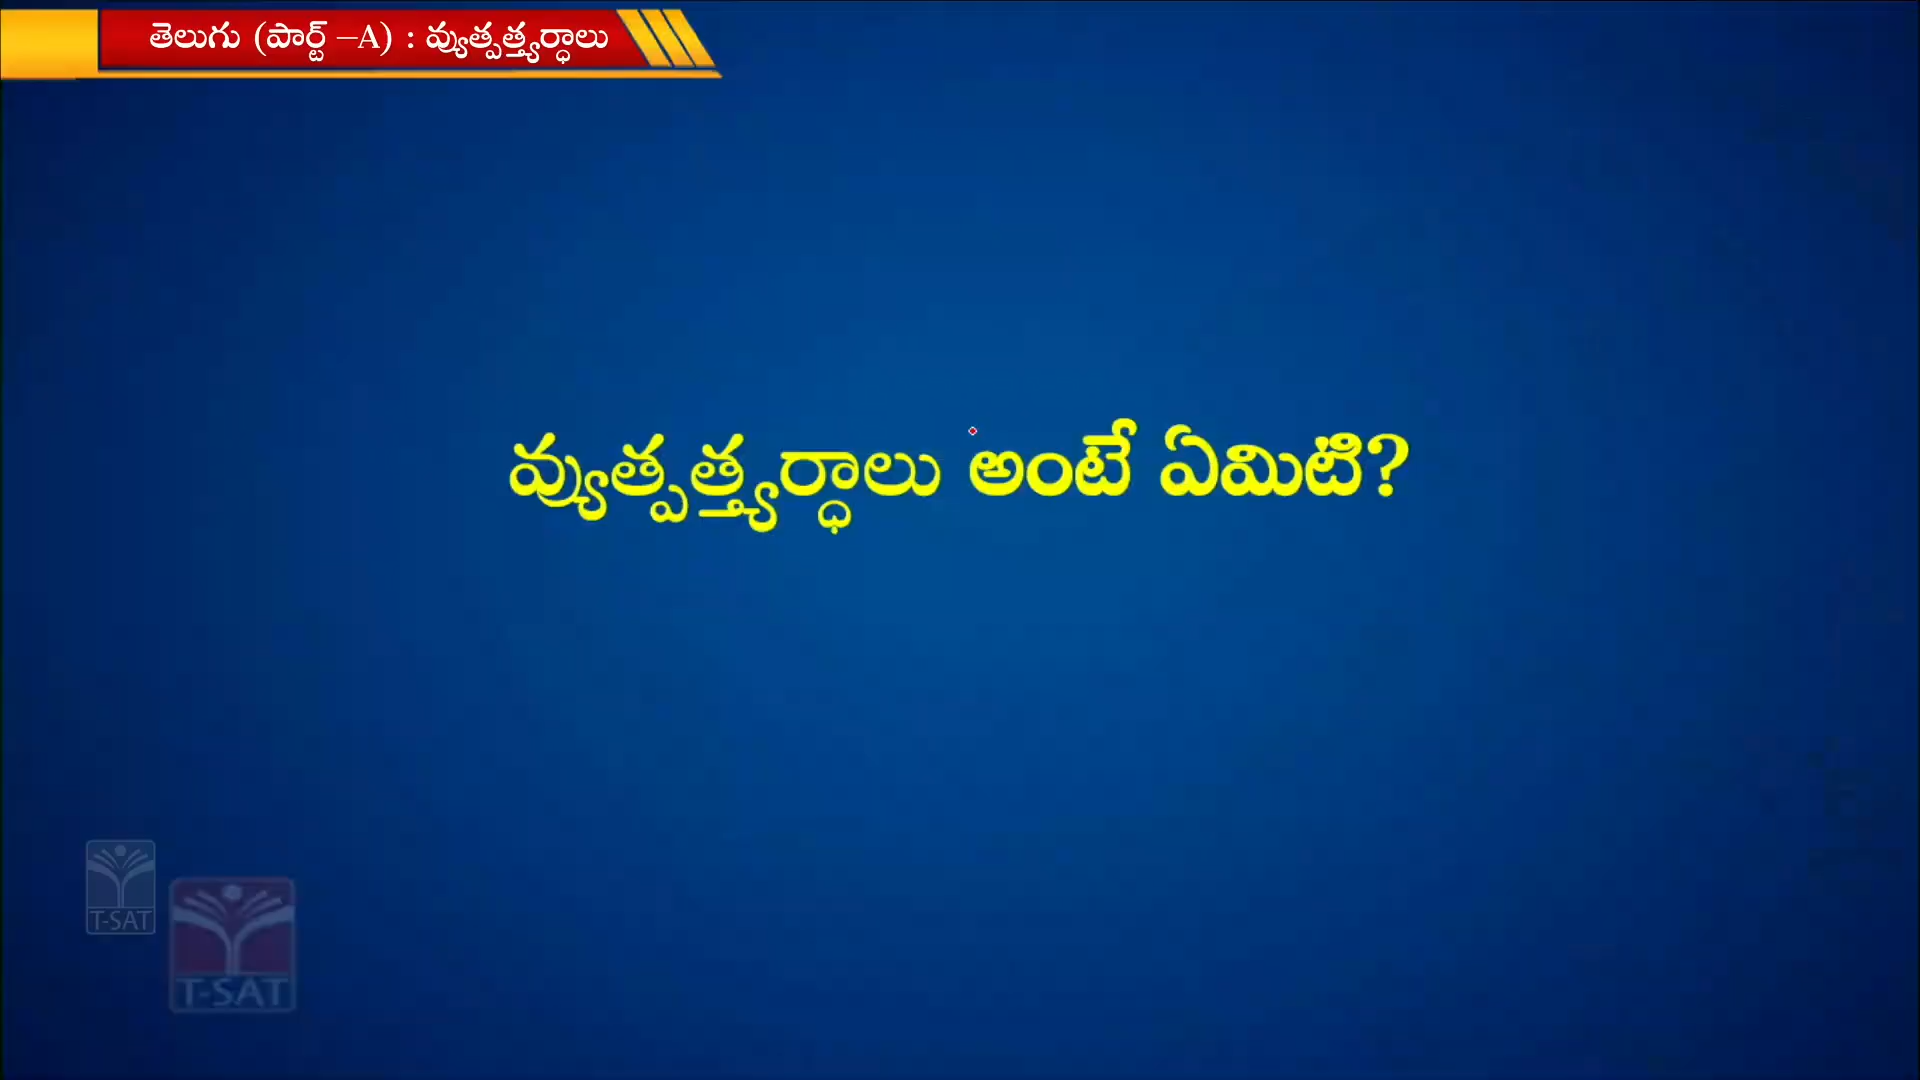 తెలుగు (పార్ట్ –A) : వ్యుత్పత్త్యర్ధాలు
వ్యుత్పత్త్యర్ధాలు అంటే ఏమిటి?
T-SAT
T-SAT